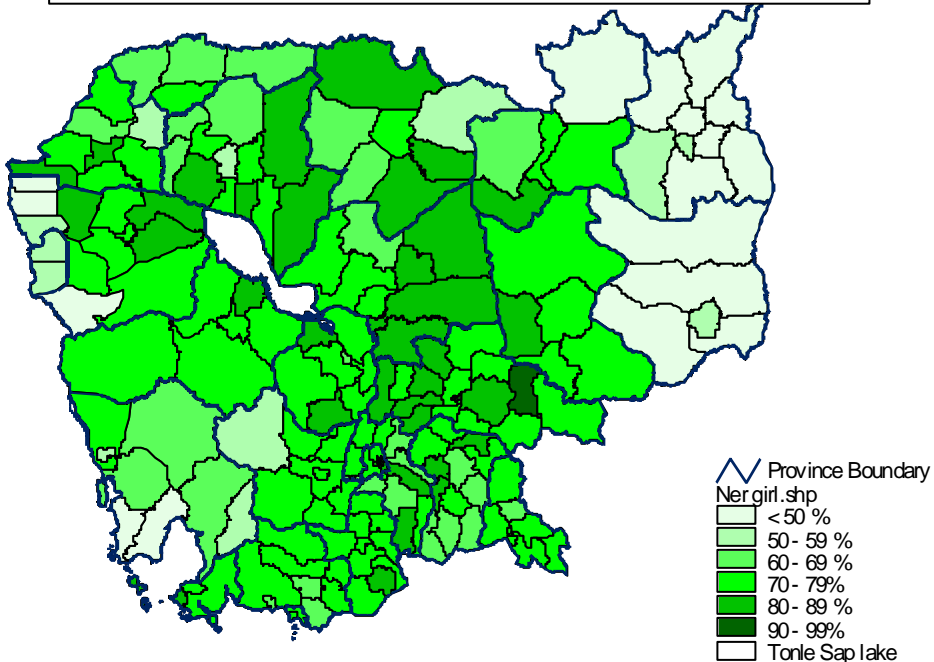 Province Boundary
Ner girl.shp
< 50 %
50 - 59 %
60 - 69 %
70 - 79%
80 - 89 %
90 - 99%
Tonle Sap lake